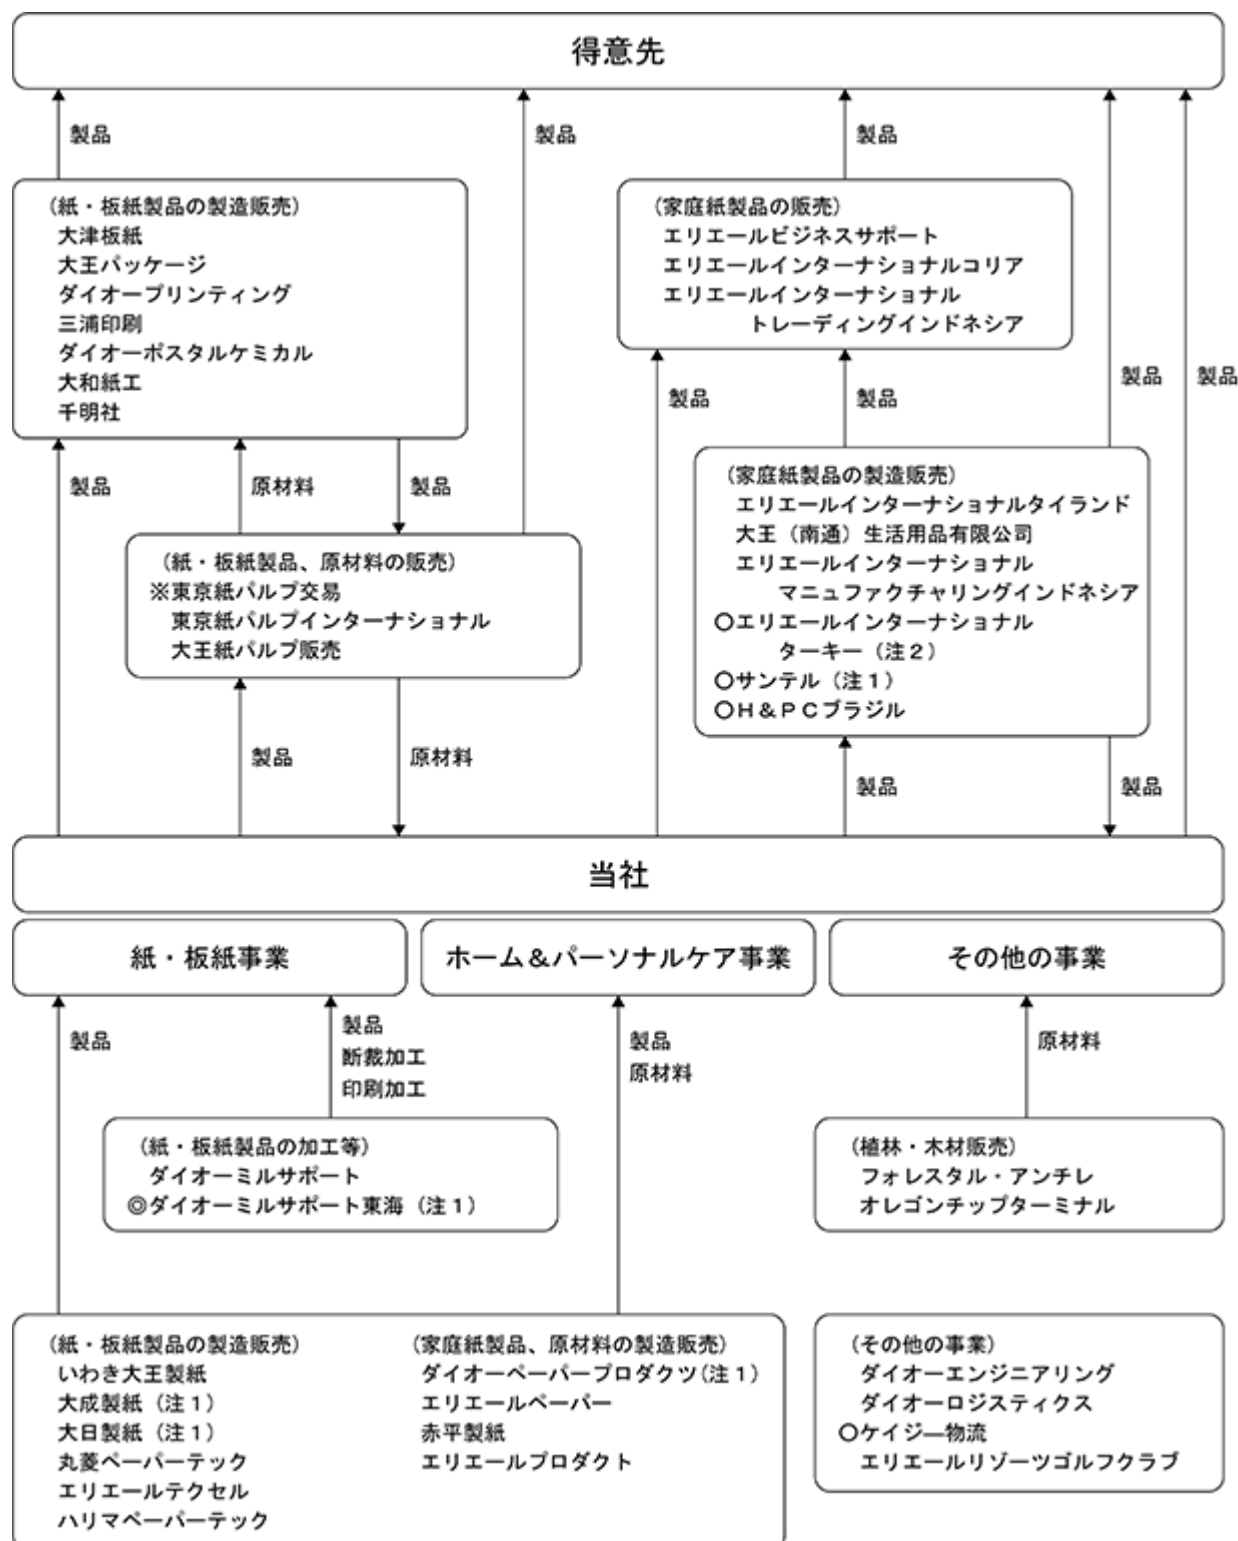 得意先
製品
製品
製品
製品
製品
(紙・板紙製品の製造販売)
大津板紙
大王パッケージ
ダイオープリンティング
三浦印刷
ダイオーポスタルケミカル
大和紙工
千明社
(家庭紙製品の販売)
エリエールビジネスサポート
エリエールインターナショナルコリア
エリエールインターナショナル
トレーディングインドネシア
製品
原材料
製品
製品
製品
(紙・板紙製品、原材料の販売)
※東京紙パルプ交易
東京紙パルプインターナショナル
大王紙パルプ販売
(家庭紙製品の製造販売)
エリエールインターナショナルタイランド
大王（南通）生活用品有限公司
エリエールインターナショナル
マニュファクチャリングインドネシア
○エリエールインターナショナル
ターキー（注２）
○サンテル（注１）
○Ｈ＆ＰＣブラジル
製品
原材料
製品
製品
当社
紙・板紙事業
ホーム＆パーソナルケア事業
その他の事業
製品
製品
断裁加工
印刷加工
製品
原材料
原材料
(紙・板紙製品の加工等)
ダイオーミルサポート
◎ダイオーミルサポート東海（注１）
(植林・木材販売)
フォレスタル・アンチレ
オレゴンチップターミナル
(紙・板紙製品の製造販売)
いわき大王製紙
大成製紙（注１）
大日製紙（注１）
丸菱ペーパーテック
エリエールテクセル
ハリマペーパーテック
(家庭紙製品、原材料の製造販売)
ダイオーペーパープロダクツ(注１)
エリエールペーパー
赤平製紙
エリエールプロダクト
(その他の事業)
ダイオーエンジニアリング
ダイオーロジスティクス
○ケイジ―物流
エリエールリゾーツゴルフクラブ